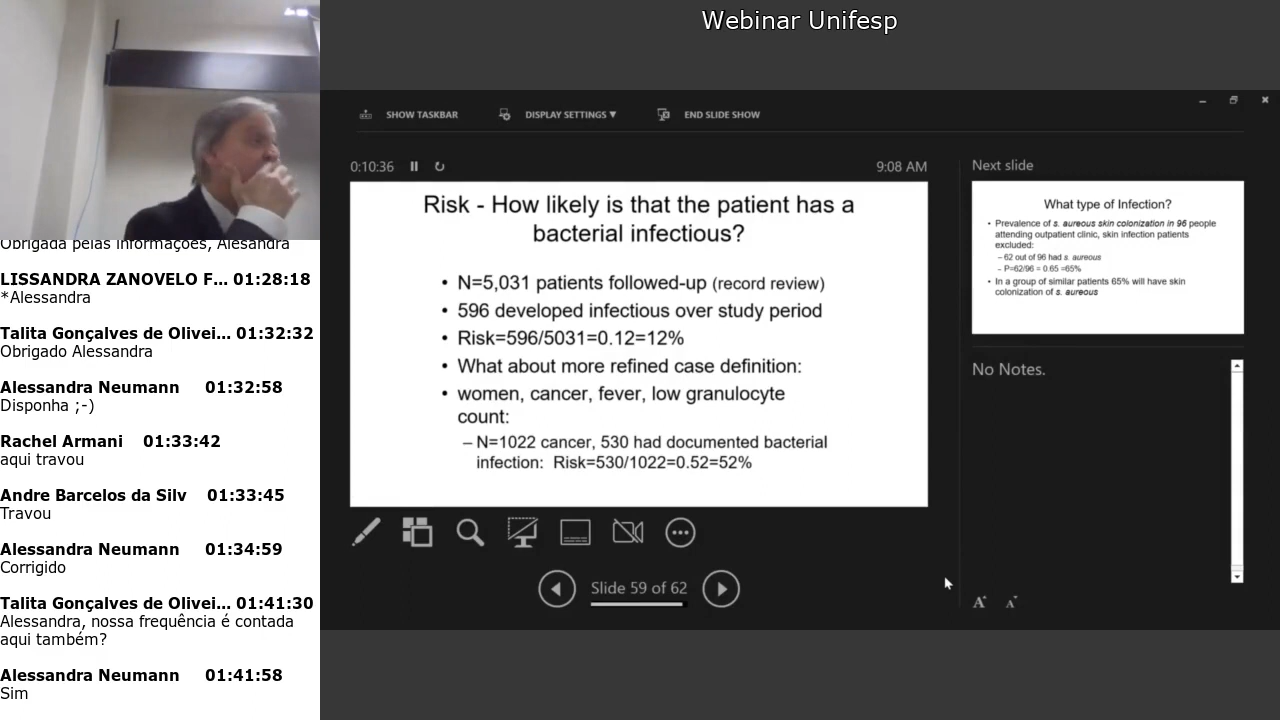 Webinar Unifesp
Obrigada pelas informações, Alesandra
LISSANDRA ZANOVELO F... 01:28:18
*Alessandra
Talita Gonçalves de Olivei... 01:32:32
Obrigado Alessandra
Alessandra Neumann 01:32:58
Disponha ;-)
Rachel Armani 01:33:42
aqui travou
Andre Barcelos da Silv 01:33:45
Travou
Alessandra Neumann 01:34:59
Corrigido
Talita Gonçalves de Olivei... 01:41:30
Alessandra, nossa frequência é contada
aqui também?
Alessandra Neumann 01:41:58
Sim
SHOW TASKBAR
DISPLAY SETTINGS ▼
END SLIDE SHOW
0:10:36
9:08 AM
Risk - How likely is that the patient has a
bacterial infectious?
• N=5,031 patients followed-up (record review)
• 596 developed infectious over study period
• Risk=596/5031=0.12=12%
• What about more refined case definition:
• women, cancer, fever, low granulocyte
count:
– N=1022 cancer, 530 had documented bacterial
infection: Risk=530/1022=0.52=52%
Slide 59 of 62
Next slide
What type of Infection?
• Prevalence of s. aureous skin colonization in 96 people
attending outpatient clinic, skin infection patients
excluded:
– 62 out of 96 had s. aureous
– P=62/96 = 0.65 =65%
• In a group of similar patients 65% will have skin
colonization of s. aureous
No Notes.
A A